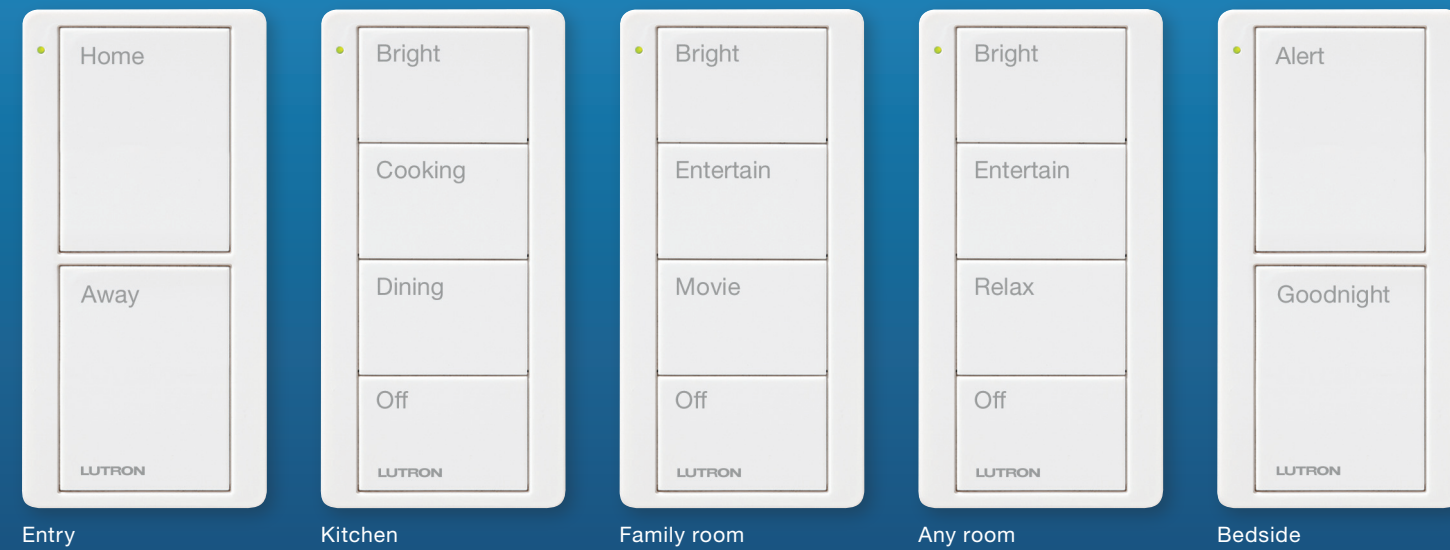 Home
Away
LUTRON
Entry
Bright
Cooking
Dining
Off
LUTRON
Kitchen
Bright
Entertain
Movie
Off
LUTRON
Family room
Bright
Entertain
Relax
Off
LUTRON
Any room
Alert
Goodnight
LUTRON
Bedside